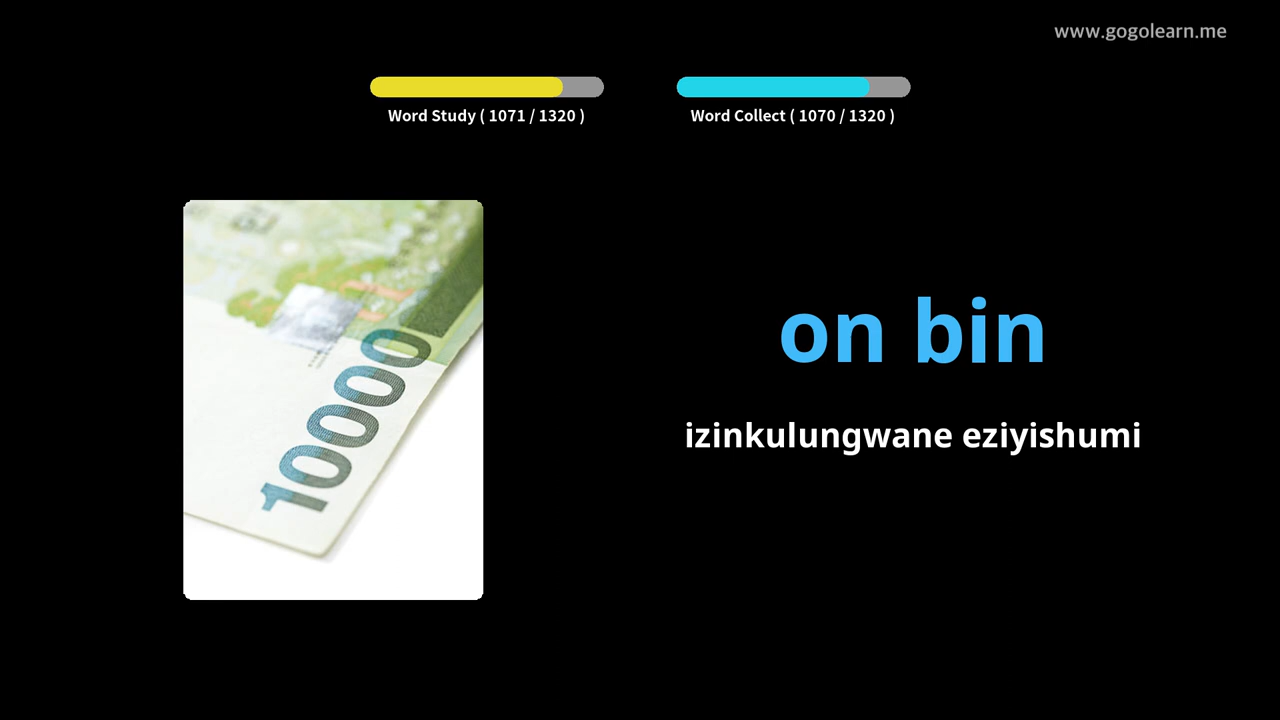 www.gogolearn.me
Word Study ( 1071 / 1320 )
Word Collect ( 1070 / 1320 )
10000
on bin
izinkulungwane eziyishumi